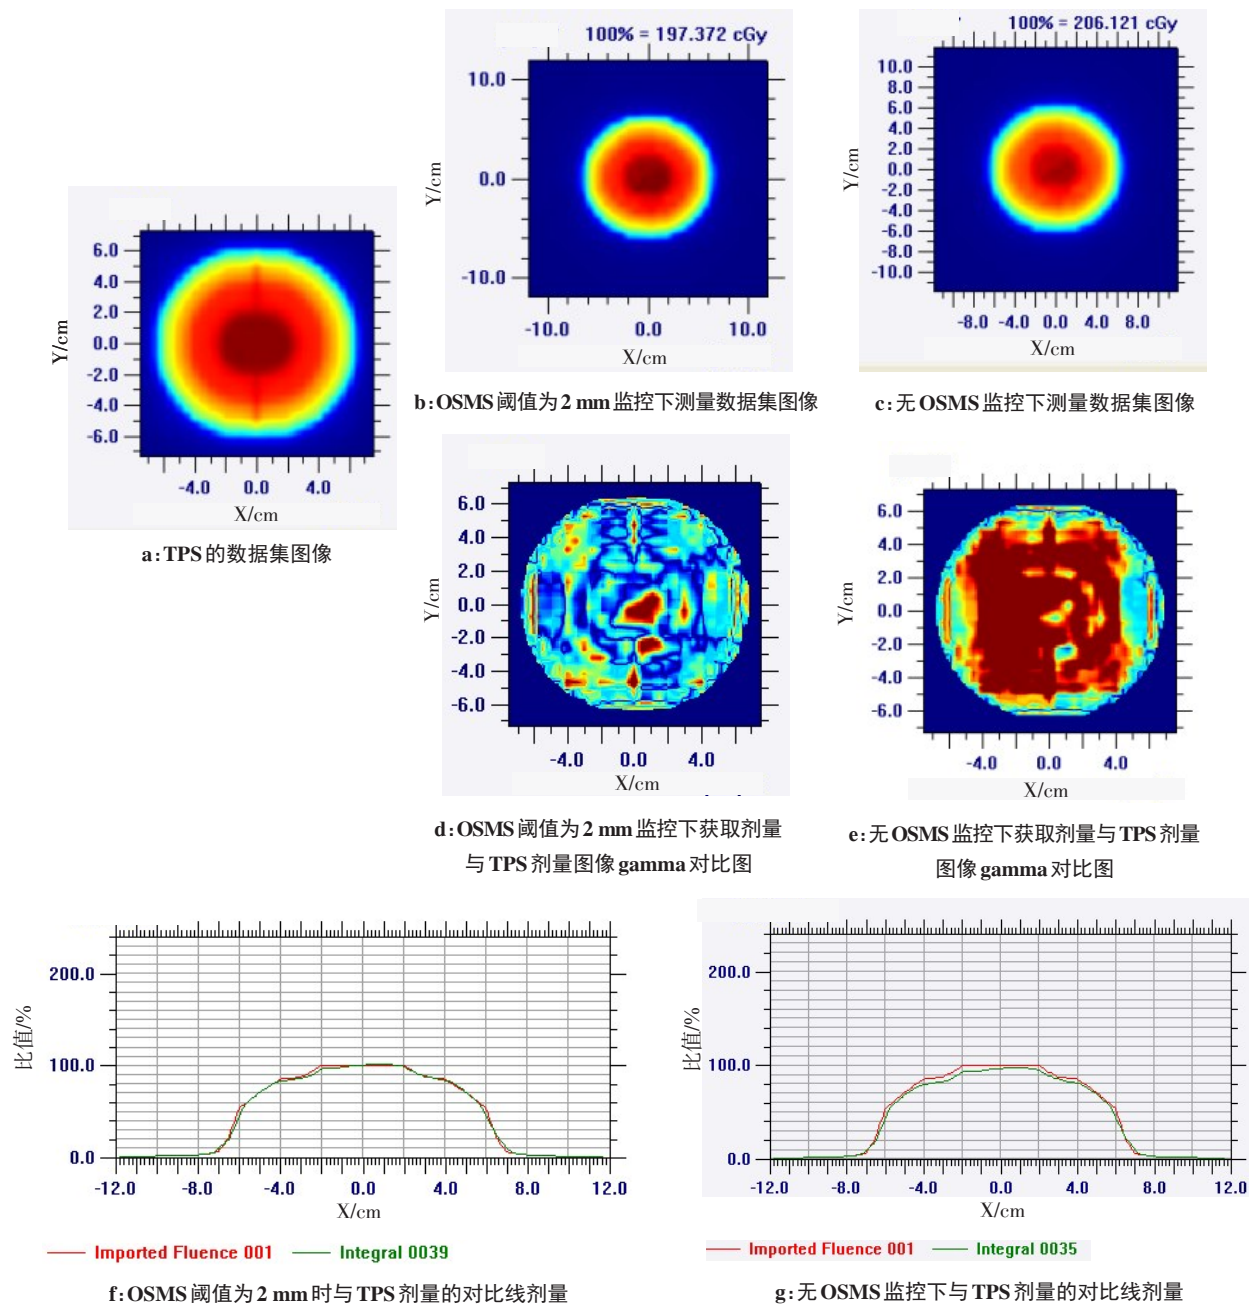 100% = 197.372 cGy
10.0
0.0
-10.0
-10.0 0.0 10.0
Y/cm
X/cm
b:OSMS阈值为2 mm监控下测量数据集图像
100% = 206.121 cGy
10.0
8.0
6.0
4.0
2.0
0.0
-2.0
-4.0
-6.0
-8.0
-10.0
-8.0 -4.0 0.0 4.0 8.0
Y/cm
X/cm
c:无OSMS监控下测量数据集图像
6.0
4.0
2.0
0.0
-2.0
-4.0
-6.0
-4.0 0.0 4.0
Y/cm
X/cm
a:TPS的数据集图像
6.0
4.0
2.0
0.0
-2.0
-4.0
-6.0
-4.0 0.0 4.0
Y/cm
X/cm
d:OSMS阈值为2 mm监控下获取剂量
与TPS剂量图像gamma对比图
6.0
4.0
2.0
0.0
-2.0
-4.0
-6.0
-4.0 0.0 4.0
Y/cm
X/cm
e:无OSMS监控下获取剂量与TPS剂量
图像gamma对比图
200.0
100.0
0.0
-12.0 -8.0 -4.0 0.0 4.0 8.0 12.0
比值/%
X/cm
Imported Fluence 001 Integral 0039
f:OSMS阈值为2 mm时与TPS剂量的对比线剂量
200.0
100.0
0.0
-12.0 -8.0 -4.0 0.0 4.0 8.0 12.0
比值/%
X/cm
Imported Fluence 001 Integral 0035
g:无OSMS监控下与TPS剂量的对比线剂量